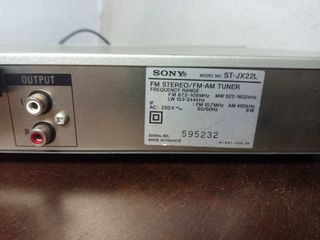 OUTPUT
L
R
SONY® MODEL NO. ST-JX22L
FM STEREO/FM-AM TUNER
FREQUENCY RANGE:
FM 87.5-108MHz MW 522-1602kHz
LW 153-344kHz
IF : FM 10.7MHz AM 450kHz
AC: 220V~ 50/60Hz 8W
SERIAL NO. 595232
MADE IN FRANCE